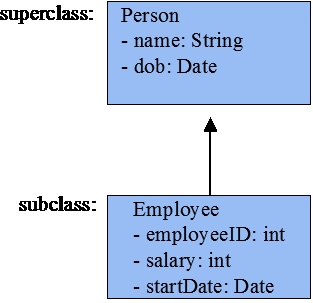 superclass: Person
- name: String
- dob: Date
subclass: Employee
- employeeID: int
- salary: int
- startDate: Date